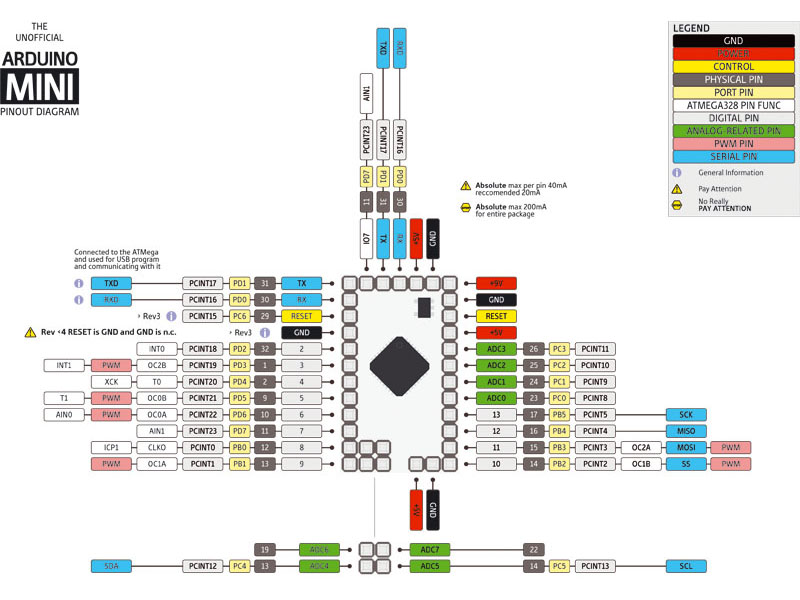 THE
UNOFFICIAL
ARDUINO
MINI
PINOUT DIAGRAM
LEGEND
GND
POWER
CONTROL
PHYSICAL PIN
PORT PIN
ATMEGA328 PIN FUNC
DIGITAL PIN
ANALOG-RELATED PIN
PWM PIN
SERIAL PIN
General Information
Pay Attention
No Really
PAY ATTENTION
TXD PCINT17 PD1 31 TX
RXD PCINT16 PD0 30 RX
AIN1 PCINT23 PD7 11 IO7
+5V
GND
Absolute max per pin 40mA
reccomended 20mA
Absolute max 200mA
for entire package
Connected to the ATMega
and used for USB program
and communicating with it
TXD PCINT17 PD1 31 TX
RXD PCINT16 PD0 30 RX
Rev3 PCINT15 PC6 29 RESET
Rev <4 RESET is GND and GND is n.c. Rev3 GND
INT0 PCINT18 PD2 32 2
INT1 PWM OC2B PCINT19 PD3 1 3
XCK T0 PCINT20 PD4 2 4
T1 PWM OC0B PCINT21 PD5 9 5
AIN0 PWM OC0A PCINT22 PD6 10 6
AIN1 PCINT23 PD7 11 7
ICP1 CLKO PCINT0 PB0 12 8
PWM OC1A PCINT1 PB1 13 9
+9V
GND
RESET
+5V
ADC3 26 PC3 PCINT11
ADC2 25 PC2 PCINT10
ADC1 24 PC1 PCINT9
ADC0 23 PC0 PCINT8
13 17 PB5 PCINT5 SCK
12 16 PB4 PCINT4 MISO
11 15 PB3 PCINT3 OC2A MOSI PWM
10 14 PB2 PCINT2 OC1B SS PWM
GND
19 ADC6 ADC7 22
SDA PCINT12 PC4 13 ADC4 ADC5 14 PC5 PCINT13 SCL